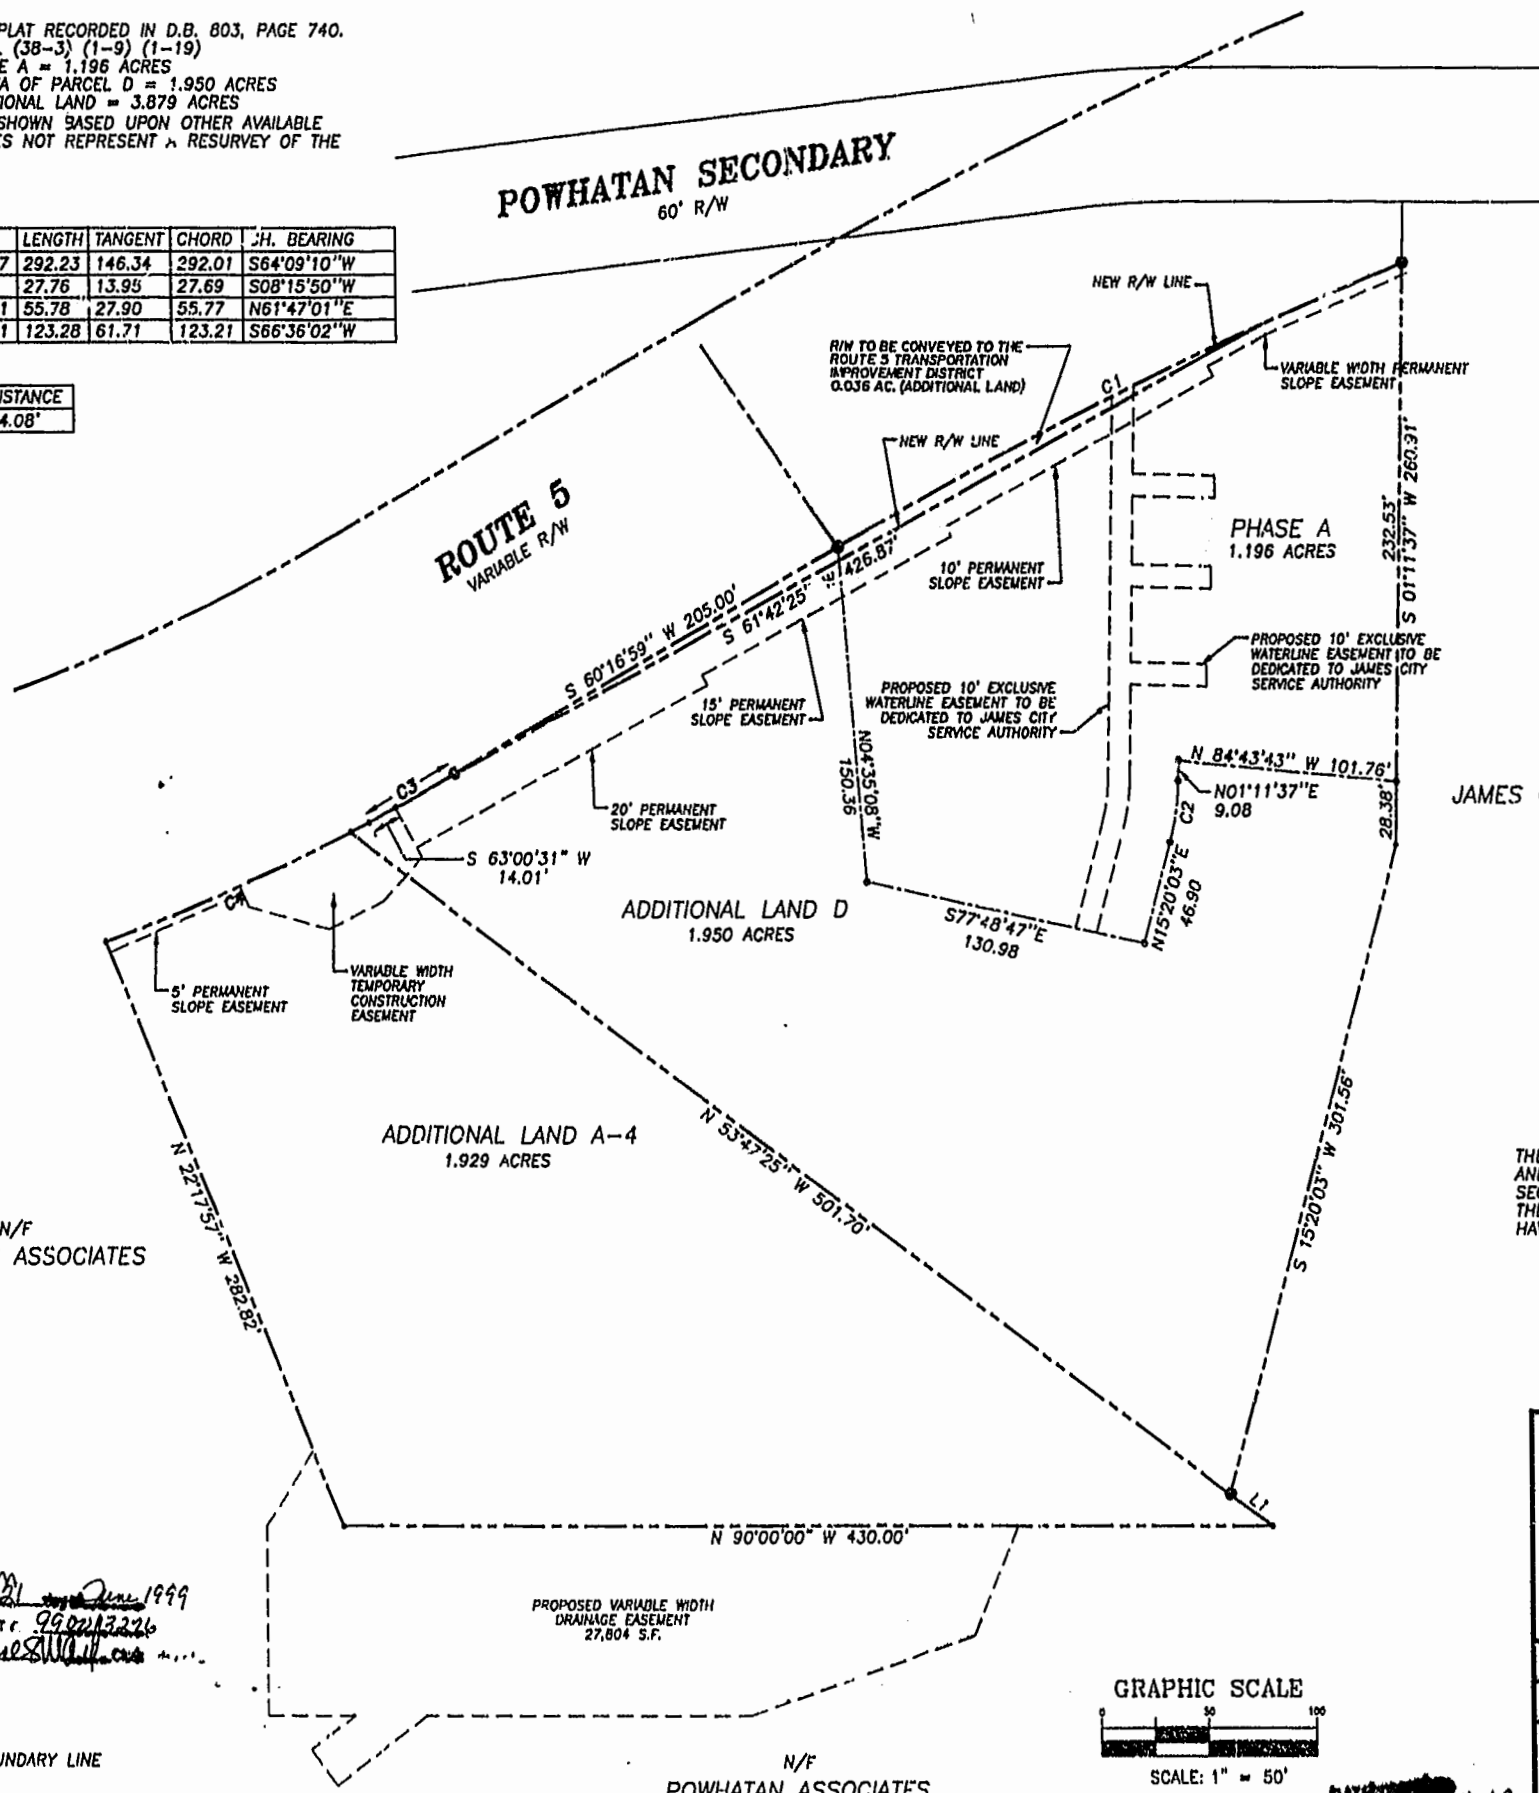 PLAT RECORDED IN D.B. 803, PAGE 740.
(38-3) (1-9) (1-19)
E A = 1.196 ACRES
A OF PARCEL D = 1.950 ACRES
IONAL LAND = 3.879 ACRES
SHOWN BASED UPON OTHER AVAILABLE
ES NOT REPRESENT A RESURVEY OF THE
LENGTH TANGENT CHORD CH. BEARING
7 292.23 146.34 292.01 S64°09'10"W
27.76 13.95 27.69 S08°15'50"W
1 55.78 27.90 55.77 N61°47'01"E
1 123.28 61.71 123.21 S66°36'02"W
ISTANCE
4.08'
POWHATAN SECONDARY
60' R/W
ROUTE 5
VARIABLE R/W
NEW R/W LINE
R/W TO BE CONVEYED TO THE
ROUTE 5 TRANSPORTATION
IMPROVEMENT DISTRICT
0.036 AC. (ADDITIONAL LAND)
C1
VARIABLE WIDTH PERMANENT
SLOPE EASEMENT
NEW R/W LINE
S 01°11'37" W 260.91'
232.53'
PHASE A
1.196 ACRES
10' PERMANENT
SLOPE EASEMENT
S 60°16'59" W 205.00'
S 61°42'25" W 426.87'
PROPOSED 10' EXCLUSIVE
WATERLINE EASEMENT TO BE
DEDICATED TO JAMES CITY
SERVICE AUTHORITY
PROPOSED 10' EXCLUSIVE
WATERLINE EASEMENT TO BE
DEDICATED TO JAMES CITY
SERVICE AUTHORITY
15' PERMANENT
SLOPE EASEMENT
N04°35'08"W
150.36
N 84°43'43" W 101.76'
N01°11'37"E
9.08
C2
28.38'
JAMES
C3
20' PERMANENT
SLOPE EASEMENT
S 63°00'31" W
14.01'
N15°20'03"E
46.90
S77°48'47"E
130.98
ADDITIONAL LAND D
1.950 ACRES
5' PERMANENT
SLOPE EASEMENT
VARIABLE WIDTH
TEMPORARY
CONSTRUCTION
EASEMENT
ADDITIONAL LAND A-4
1.929 ACRES
N 53°47'25" W 501.70'
S 15°20'03" W 301.56'
N 22°17'57" W 282.82'
N/F
ASSOCIATES
THE
AN
SE
THE
HA
L1
N 90°00'00" W 430.00'
PROPOSED VARIABLE WIDTH
DRAINAGE EASEMENT
27,804 S.F.
21 June 1999
GRAPHIC SCALE
0 50 100
SCALE: 1" = 50'
UNDARY LINE
N/F
POWHATAN ASSOCIATES